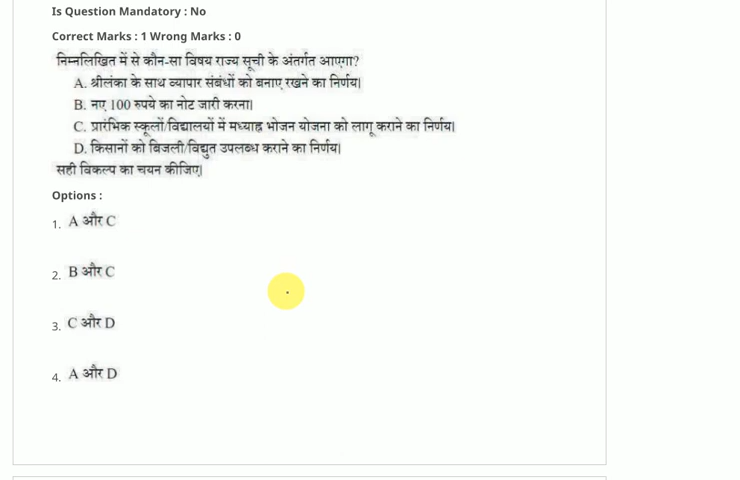 Is Question Mandatory : No
Correct Marks : 1 Wrong Marks : 0
निम्नलिखित में से कौन-सा विषय राज्य सूची के अंतर्गत आएगा?
A. श्रीलंका के साथ व्यापार संबंधों को बनाए रखने का निर्णय।
B. नए 100 रुपये का नोट जारी करना।
C. प्रारंभिक स्कूलों/विद्यालयों में मध्याह्न भोजन योजना को लागू कराने का निर्णय।
D. किसानों को बिजली/विद्युत उपलब्ध कराने का निर्णय।
सही विकल्प का चयन कीजिए।
Options :
1. A और C
2. B और C
3. C और D
4. A और D